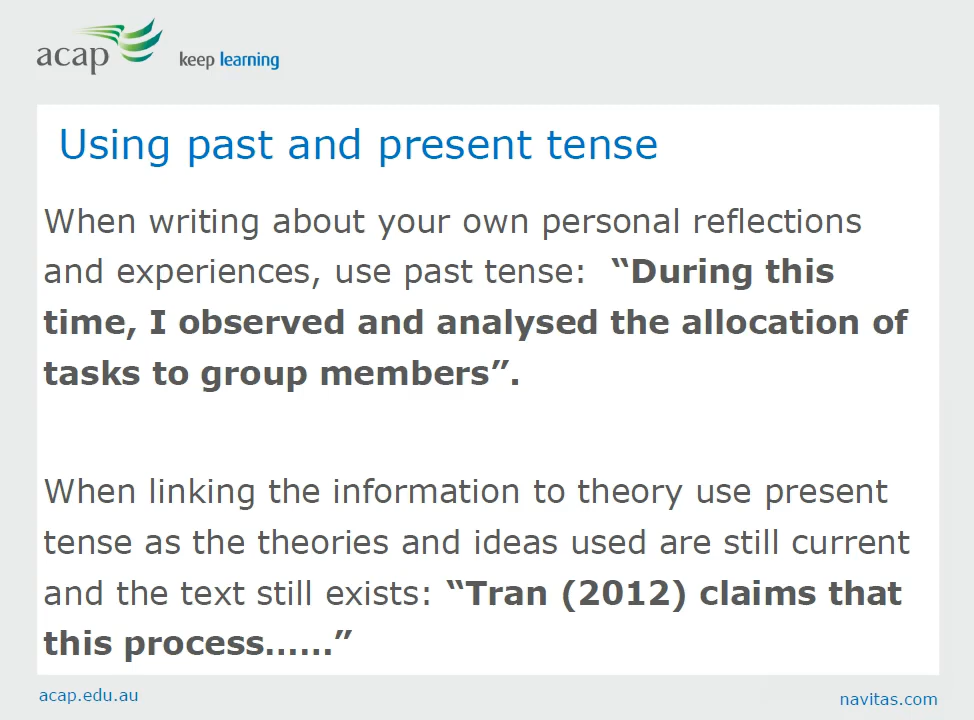 acap keep learning
Using past and present tense
When writing about your own personal reflections
and experiences, use past tense:  “During this
time, I observed and analysed the allocation of
tasks to group members”.
When linking the information to theory use present
tense as the theories and ideas used are still current
and the text still exists: “Tran (2012) claims that
this process……”
acap.edu.au
navitas.com